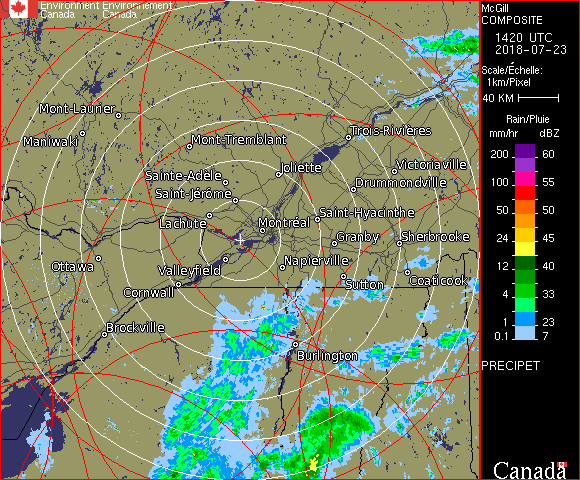 Environment Environnement
Canada Canada
McGill
COMPOSITE
1420 UTC
2018-07-23
Scale/Échelle:
1km/Pixel
40 KM
Rain/Pluie
mm/hr dBZ
200 60
55
100 55
50 50
45
24 35
12 40
35
4 33
1 23
0.1 7
PRECIPET
Canada
Mont-Laurier
Maniwaki
Mont-Tremblant
Trois-Rivières
Joliette
Victoriaville
Sainte-Adèle
Drummondville
Saint-Jérôme
Saint-Hyacinthe
Lachute
Montréal
Granby
Sherbrooke
Ottawa
Valleyfield
Napierville
Coaticook
Cornwall
Sutton
Brockville
Burlington